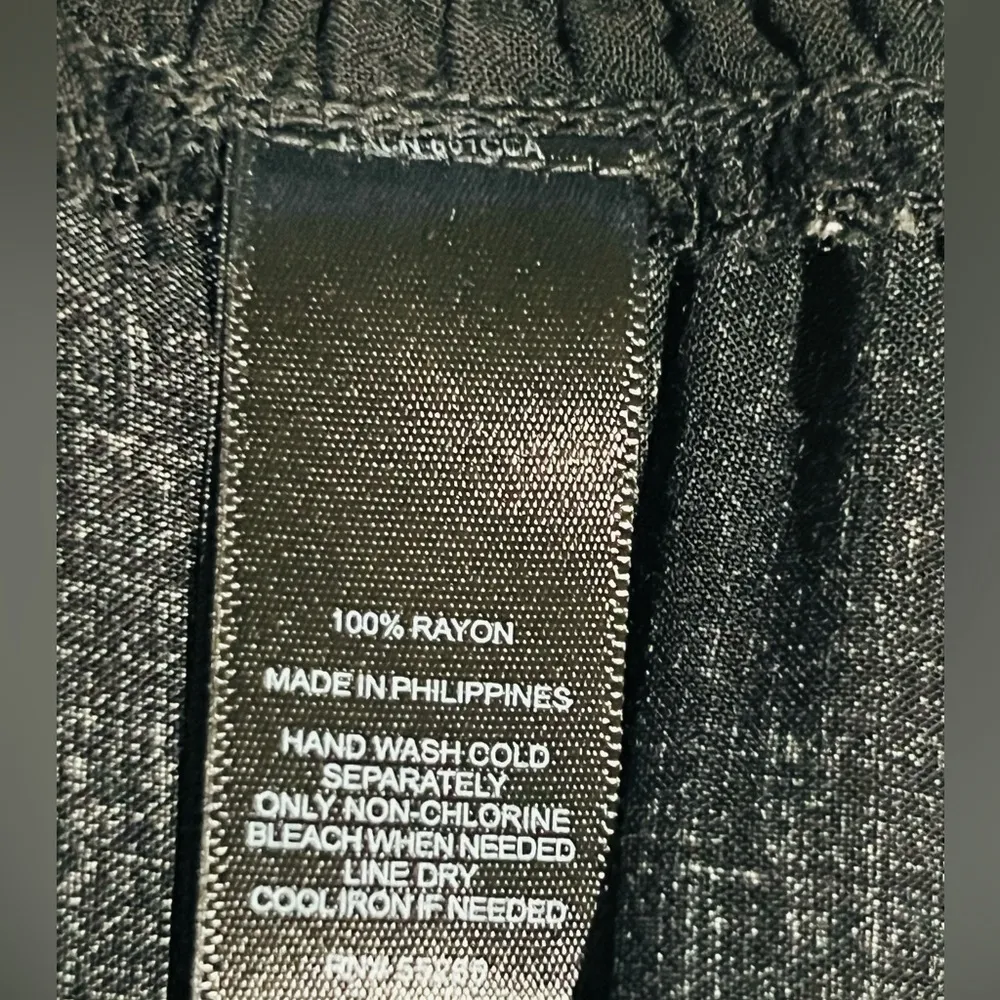 100% RAYON
MADE IN PHILIPPINES
HAND WASH COLD
SEPARATELY
ONLY NON-CHLORINE
BLEACH WHEN NEEDED
LINE DRY
COOL IRON IF NEEDED
RN#